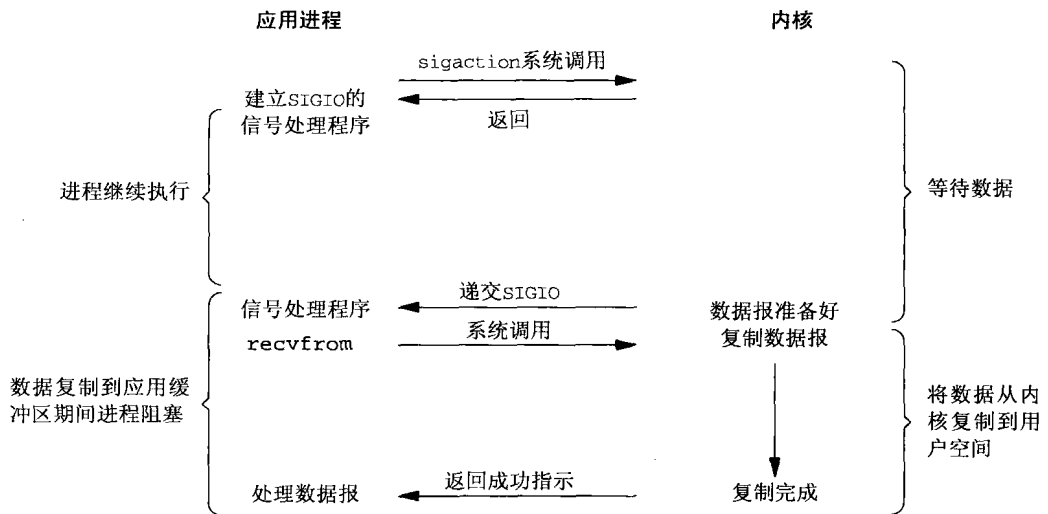 应用进程
内核
sigaction系统调用
建立SIGIO的
信号处理程序
返回
进程继续执行
等待数据
递交SIGIO
信号处理程序
数据报准备好
系统调用
recvfrom
复制数据报
数据复制到应用缓
冲区期间进程阻塞
将数据从内
核复制到用
户空间
返回成功指示
处理数据报
复制完成